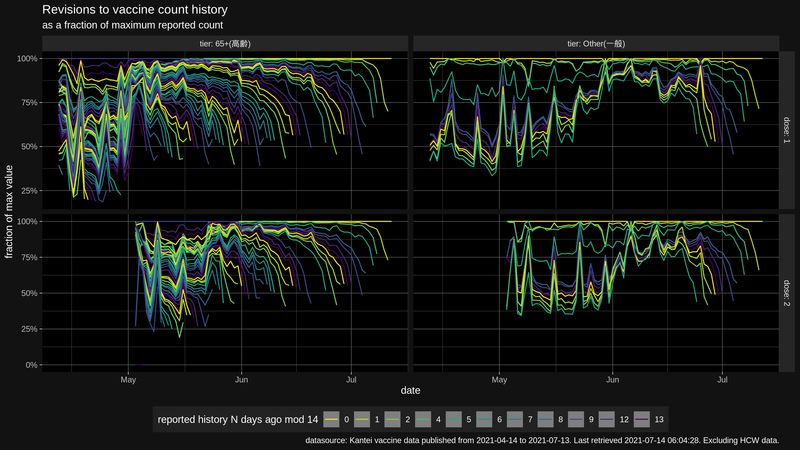 Revisions to vaccine count history
as a fraction of maximum reported count
tier: 65+(高齢)
tier: Other(一般)
100%
75%
50%
25%
dose: 1
100%
75%
50%
25%
0%
dose: 2
fraction of max value
May
Jun
Jul
May
Jun
Jul
date
reported history N days ago mod 14
0
1
2
4
5
6
7
8
9
12
13
datasource: Kantei vaccine data published from 2021-04-14 to 2021-07-13. Last retrieved 2021-07-14 06:04:28. Excluding HCW data.